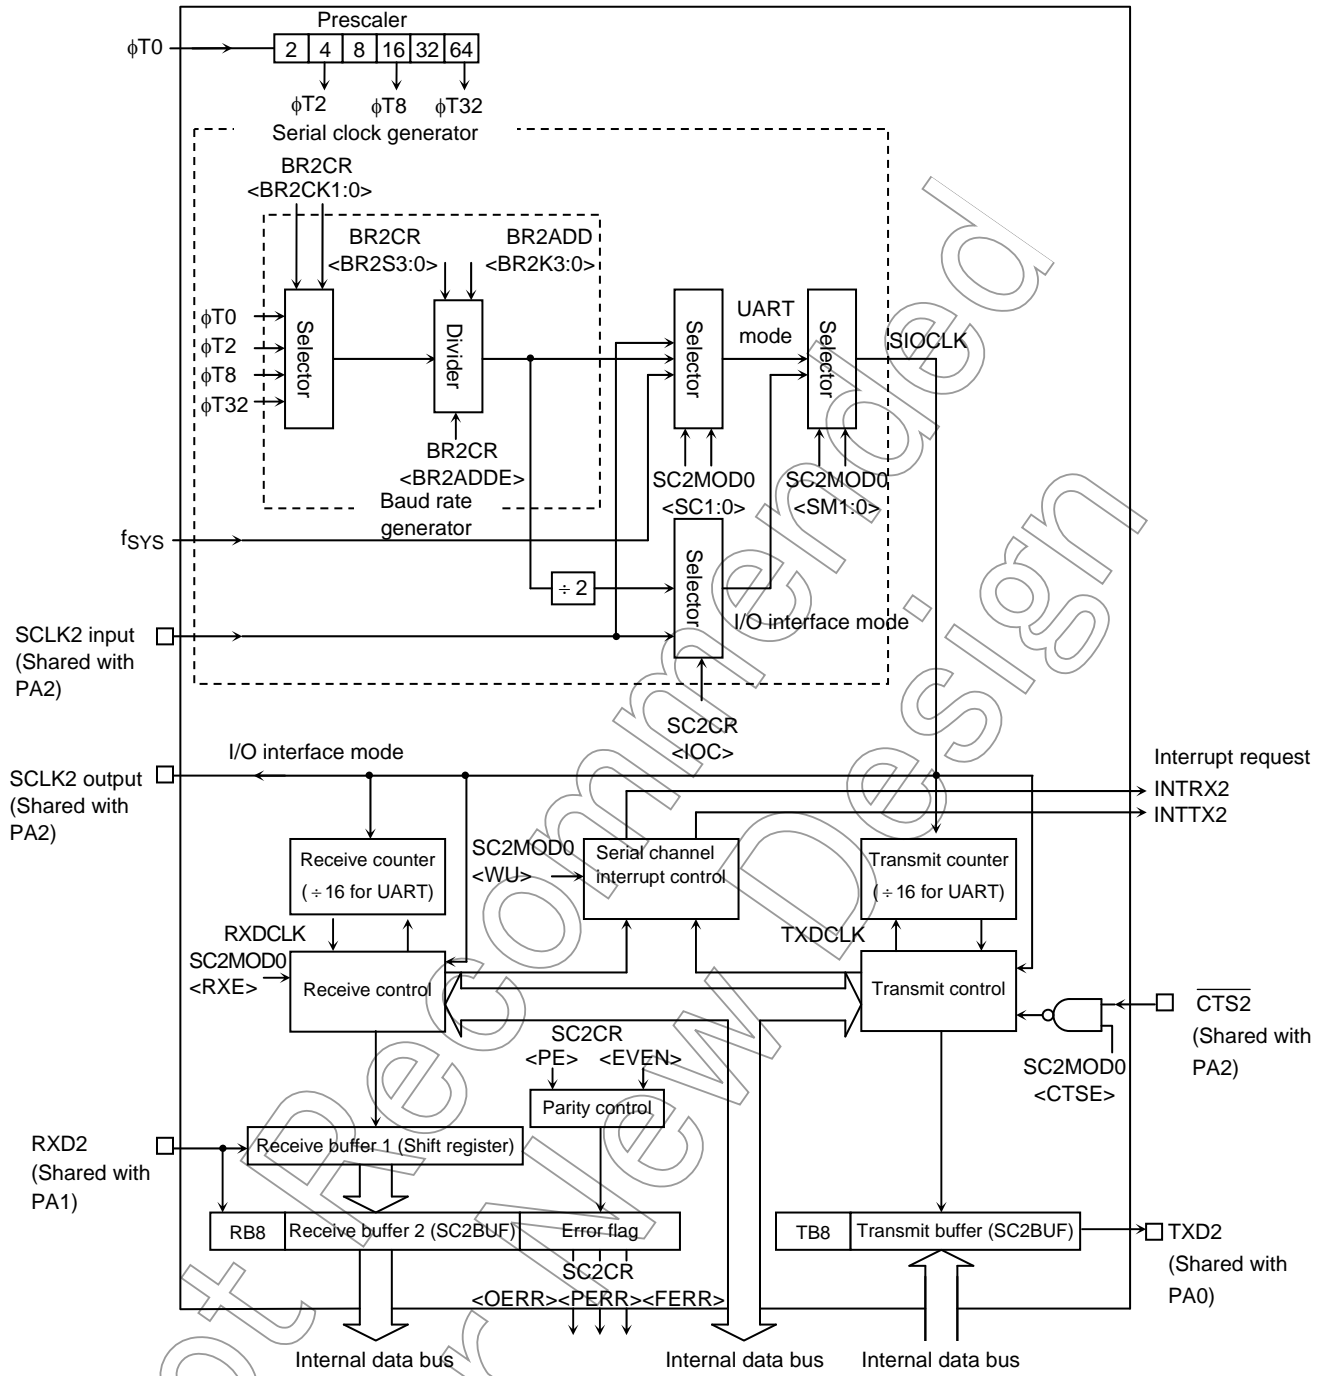 Prescaler
ϕT0
2 4 8 16 32 64
ϕT2 ϕT8 ϕT32
Serial clock generator
BR2CR
<BR2CK1:0>
BR2CR
<BR2S3:0>
BR2ADD
<BR2K3:0>
ϕT0
ϕT2
ϕT8
ϕT32
Selector
Divider
BR2CR
<BR2ADDE>
Baud rate
generator
Selector
UART
mode
Selector
SIOCLK
SC2MOD0
<SC1:0>
SC2MOD0
<SM1:0>
fSYS
÷ 2
Selector
I/O interface mode
SCLK2 input
(Shared with
PA2)
SC2CR
<IOC>
I/O interface mode
SCLK2 output
(Shared with
PA2)
Interrupt request
INTRX2
INTTX2
Receive counter
(÷16 for UART)
SC2MOD0
<WU>
Serial channel
interrupt control
Transmit counter
(÷16 for UART)
RXDCLK
TXDCLK
SC2MOD0
<RXE>
Receive control
Transmit control
CTS2
(Shared with
PA2)
SC2MOD0
<CTSE>
SC2CR
<PE> <EVEN>
Parity control
RXD2
(Shared with
PA1)
Receive buffer 1 (Shift register)
RB8 Receive buffer 2 (SC2BUF) Error flag
TB8 Transmit buffer (SC2BUF)
TXD2
(Shared with
PA0)
SC2CR
<OERR><PERR><FERR>
Internal data bus Internal data bus Internal data bus
ot Recommended
r New Design